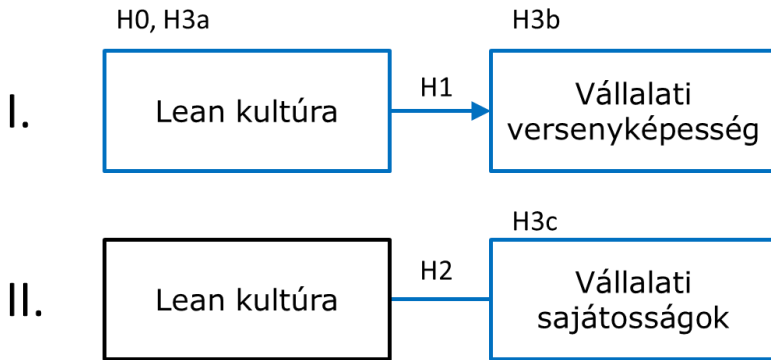 H0, H3a
H3b
I.
Lean kultúra
H1
Vállalati
versenyképesség
H3c
II.
Lean kultúra
H2
Vállalati
sajátosságok